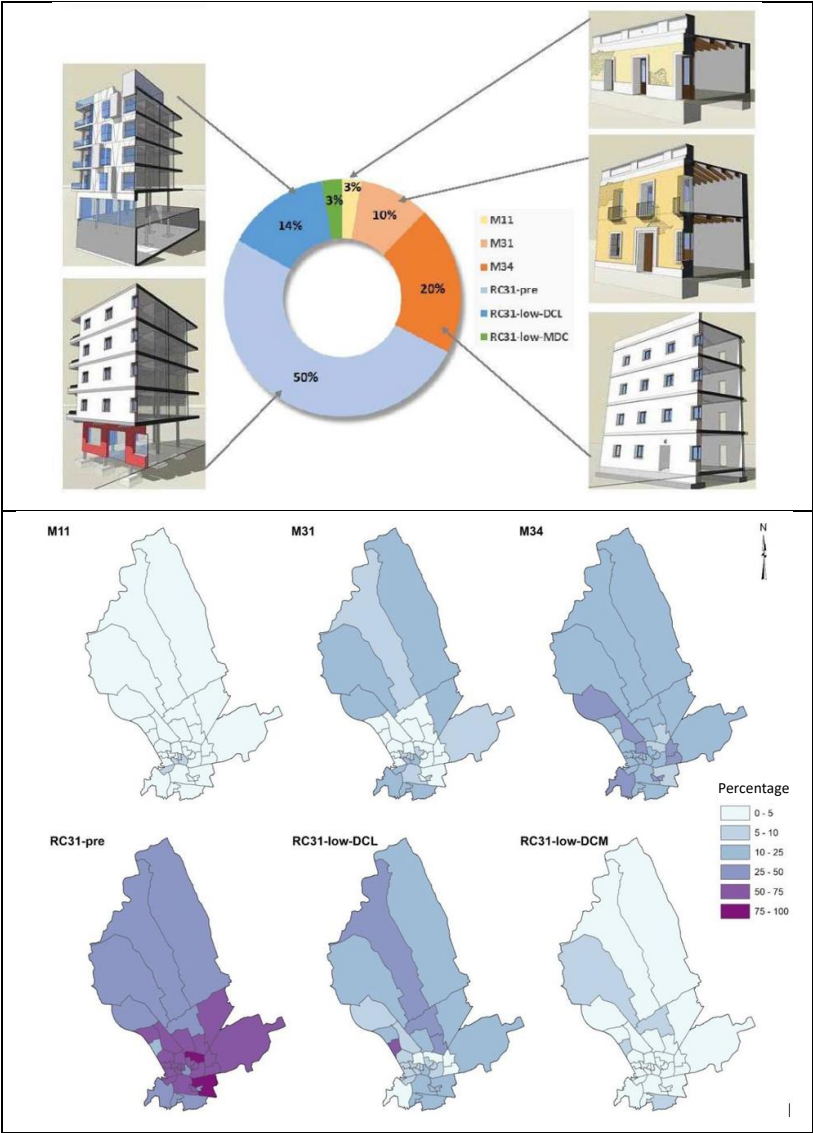 3%
3%
10%
14%
20%
50%
M11
M31
M34
RC31-pre
RC31-low-DCL
RC31-low-MDC
M11
M31
M34
N
RC31-pre
RC31-low-DCL
RC31-low-DCM
Percentage
0 - 5
5 - 10
10 - 25
25 - 50
50 - 75
75 - 100